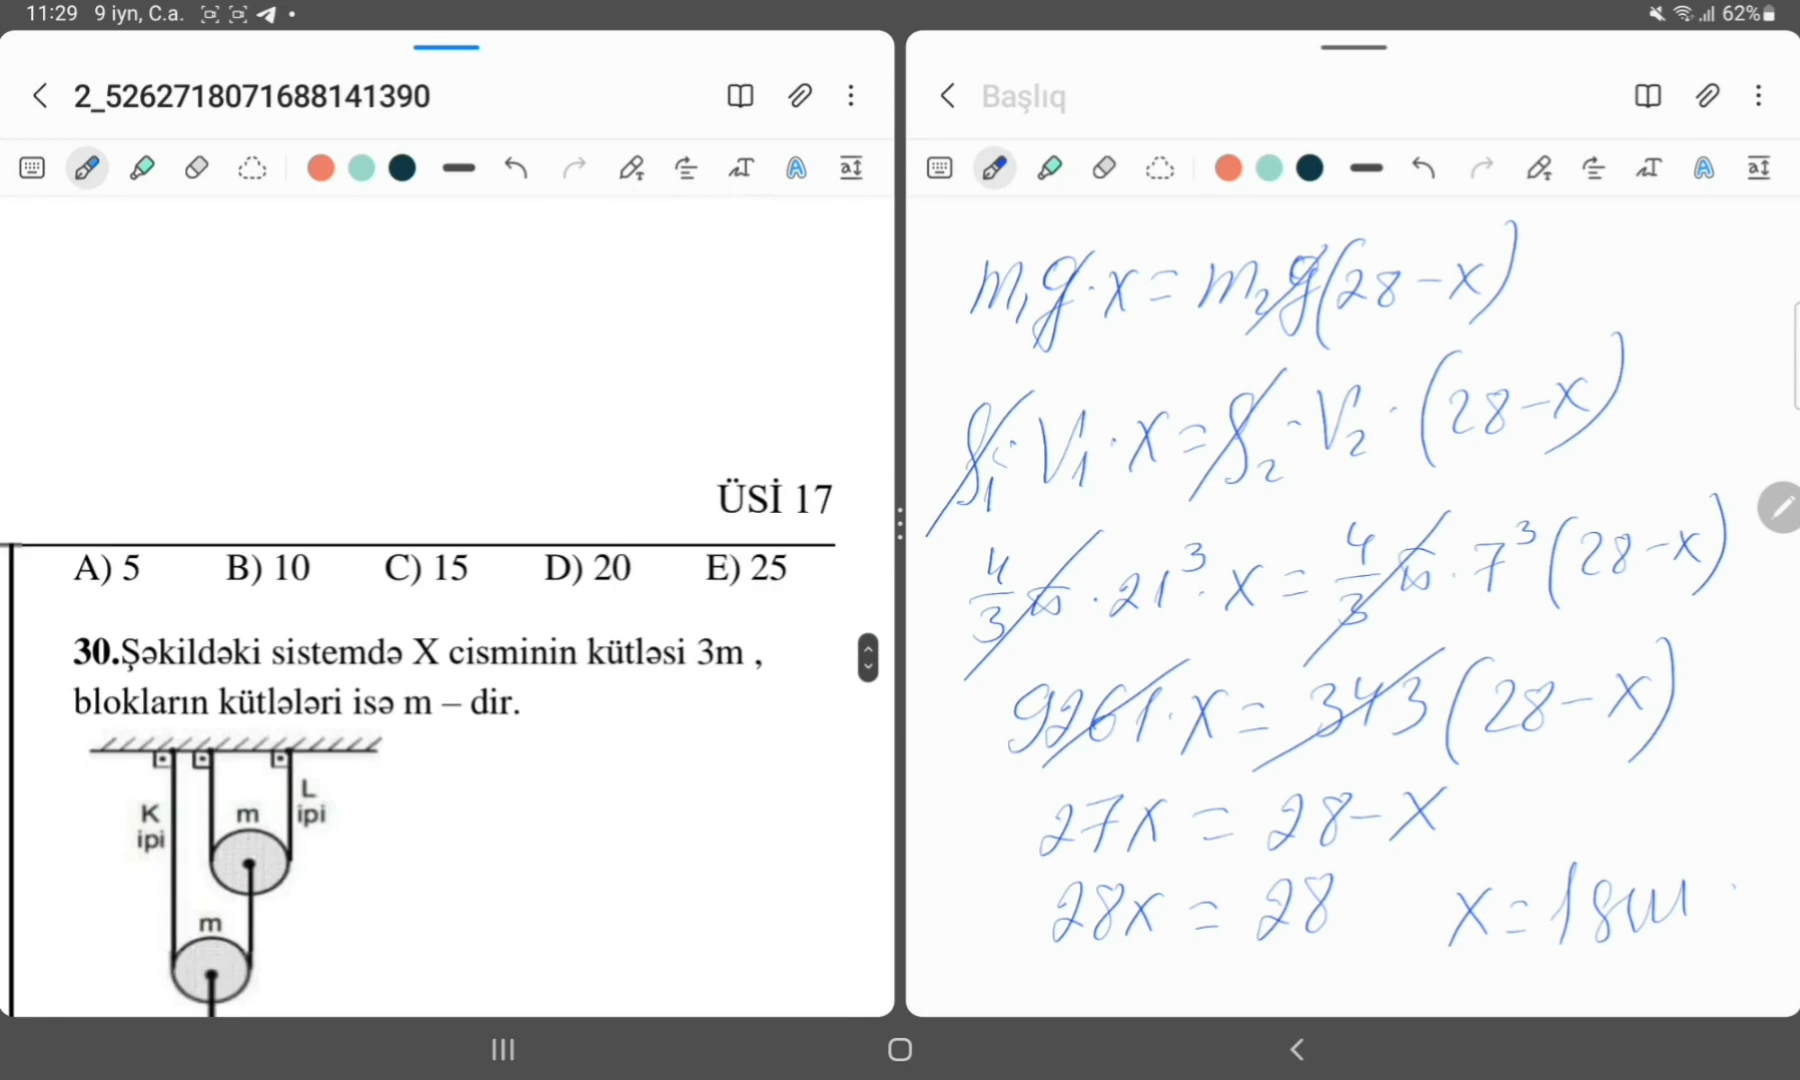 11:29 9 iyn, C.a. 62%
2_5262718071688141390
ÜSİ 17
A) 5 B) 10 C) 15 D) 20 E) 25
30.Şəkildəki sistemdə X cisminin kütləsi 3m ,
blokların kütlələri isə m – dir.
K
ipi
m
L
ipi
m
Başlıq
m₁g·x = m₂g(28-x)
ρ₁·V₁·x = ρ₂·V₂·(28-x)
4/3 π·21³·x = 4/3 π·7³(28-x)
9261·x = 343(28-x)
27x = 28-x
28x = 28 x = 1sm